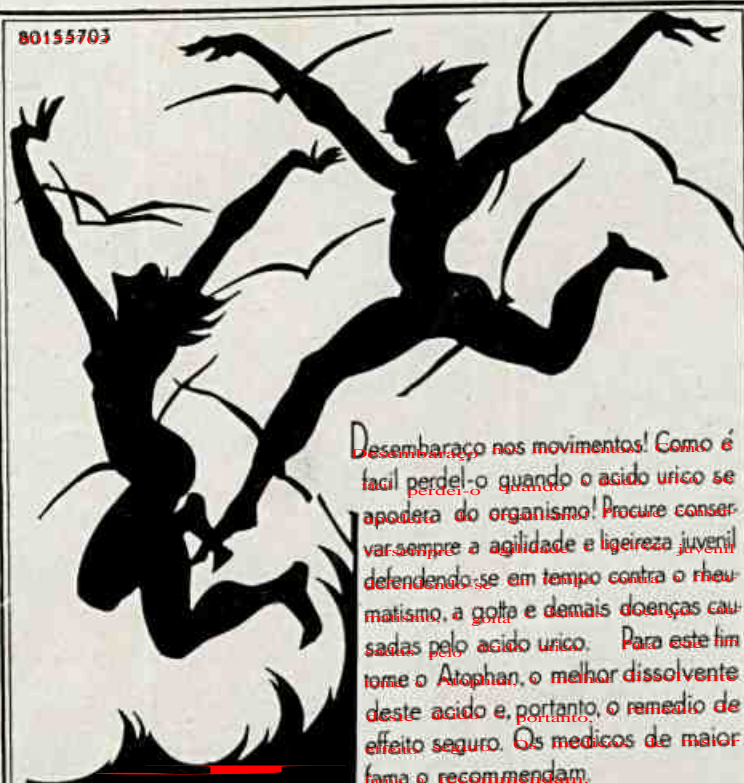 80155703
Desembaraço nos movimentos! Como é
facil perdel-o quando o acido urico se
apodera do organismo! Procure conser-
var sempre a agilidade e ligeireza juvenil
defendendo-se em tempo contra o rheu-
matismo, a gotta e demais doenças cau-
sadas pelo acido urico. Para este fim
tome o Atophan, o melhor dissolvente
deste acido e, portanto, o remedio de
effeito seguro. Os medicos de maior
fama o recommendam.